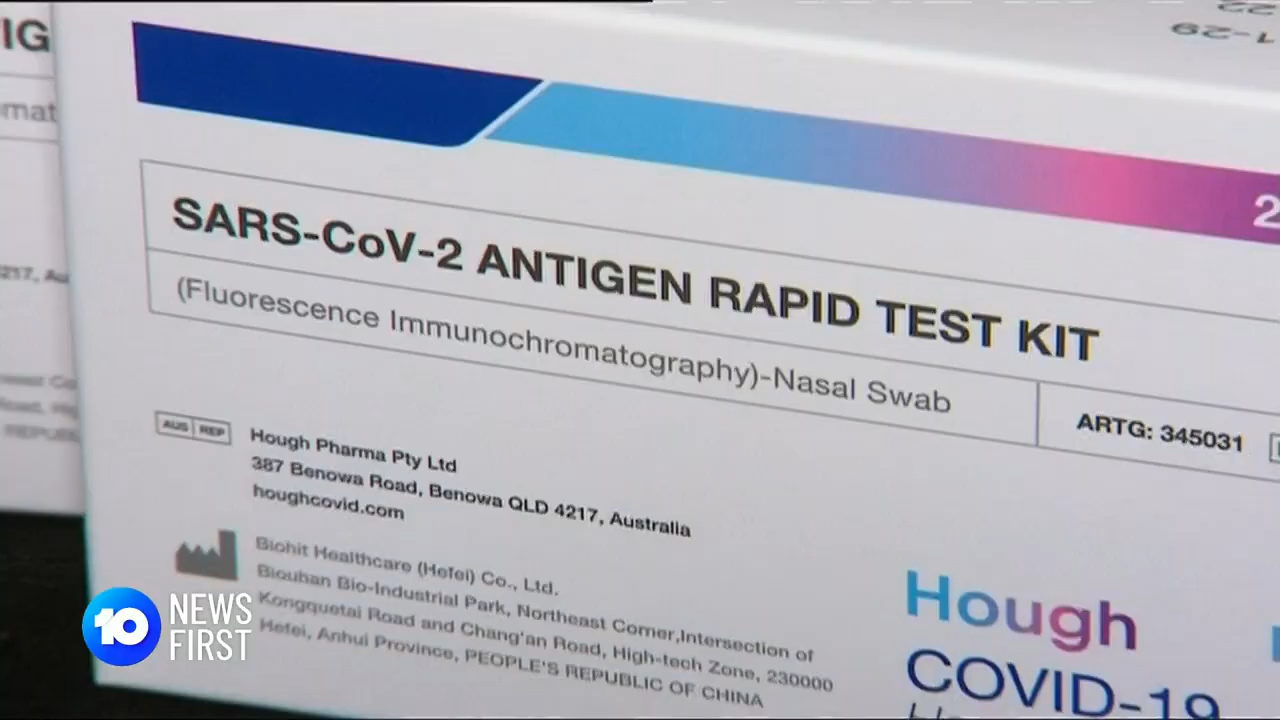 SARS-CoV-2 ANTIGEN RAPID TEST KIT
(Fluorescence Immunochromatography)-Nasal Swab
ARTG: 345031
AUS REP
Hough Pharma Pty Ltd
387 Benowa Road, Benowa QLD 4217, Australia
houghcovid.com
Biohit Healthcare (Hefei) Co., Ltd.
Biouban Bio-Industrial Park, Northeast Corner,Intersection of
Kongquetai Road and Chang'an Road, High-tech Zone, 230000
Hefei, Anhui Province, PEOPLE'S REPUBLIC OF CHINA
Hough
COVID-19
10 NEWS
FIRST